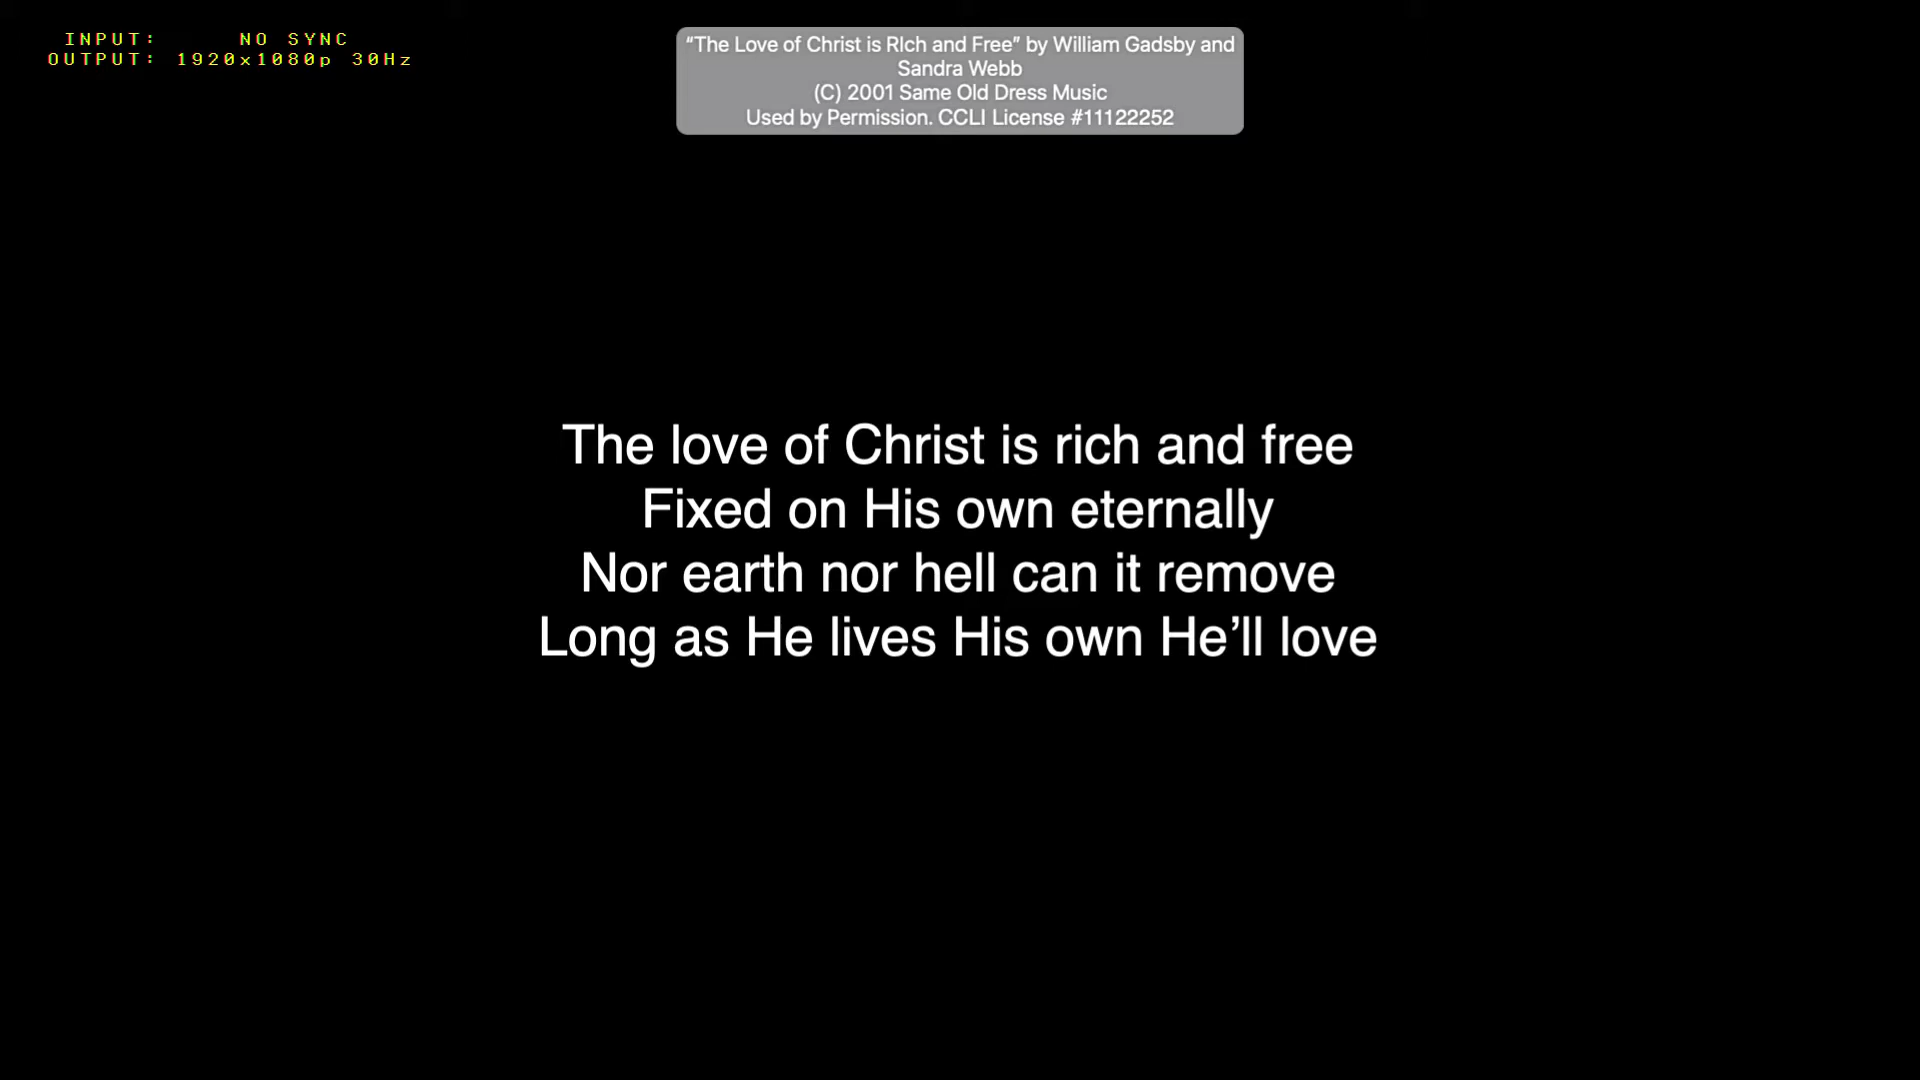 INPUT: NO SYNC
OUTPUT: 1920x1080p 30Hz
“The Love of Christ is RIch and Free” by William Gadsby and
Sandra Webb
(C) 2001 Same Old Dress Music
Used by Permission. CCLI License #11122252
The love of Christ is rich and free
Fixed on His own eternally
Nor earth nor hell can it remove
Long as He lives His own He’ll love